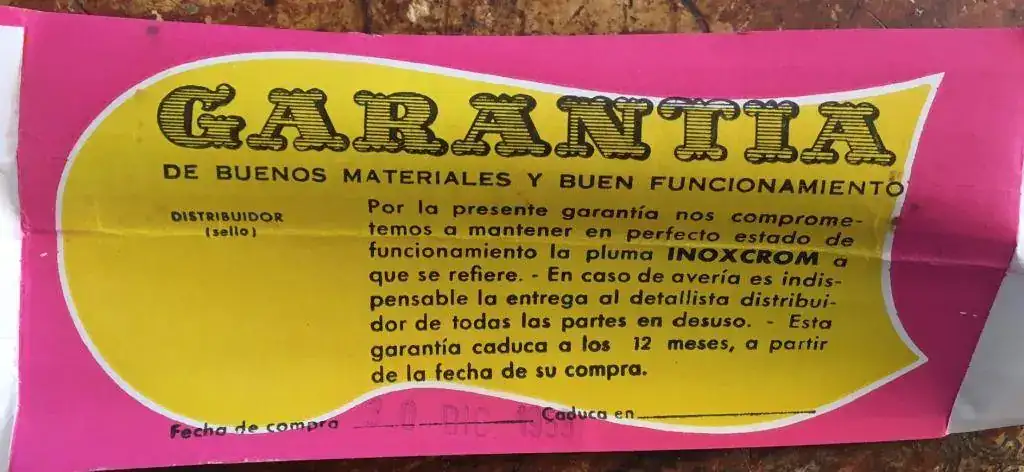 GARANTIA
DE BUENOS MATERIALES Y BUEN FUNCIONAMIENTO
DISTRIBUIDOR
(sello)
Por la presente garantía nos comprome-
temos a mantener en perfecto estado de
funcionamiento la pluma INOXCROM a
que se refiere. - En caso de avería es indis-
pensable la entrega al detallista distribui-
dor de todas las partes en desuso. - Esta
garantía caduca a los 12 meses, a partir
de la fecha de su compra.
Fecha de compra DIC Caduca en